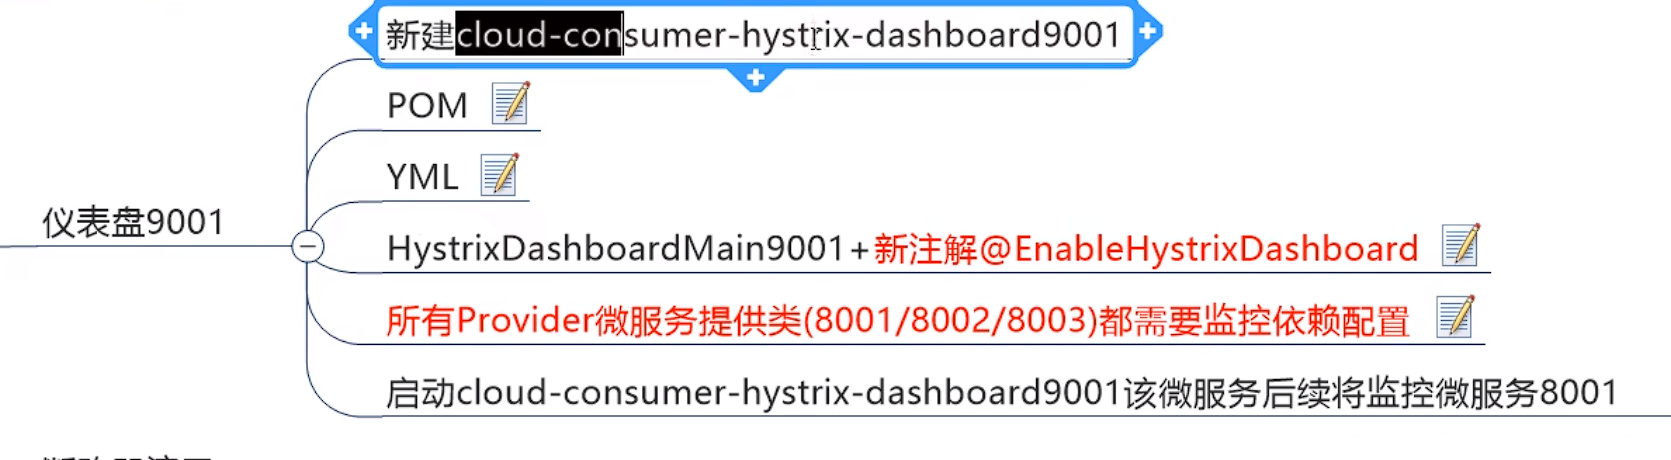 新建cloud-consumer-hystrix-dashboard9001
POM
YML
仪表盘9001
HystrixDashboardMain9001+新注解@EnableHystrixDashboard
所有Provider微服务提供类(8001/8002/8003)都需要监控依赖配置
启动cloud-consumer-hystrix-dashboard9001该微服务后续将监控微服务8001